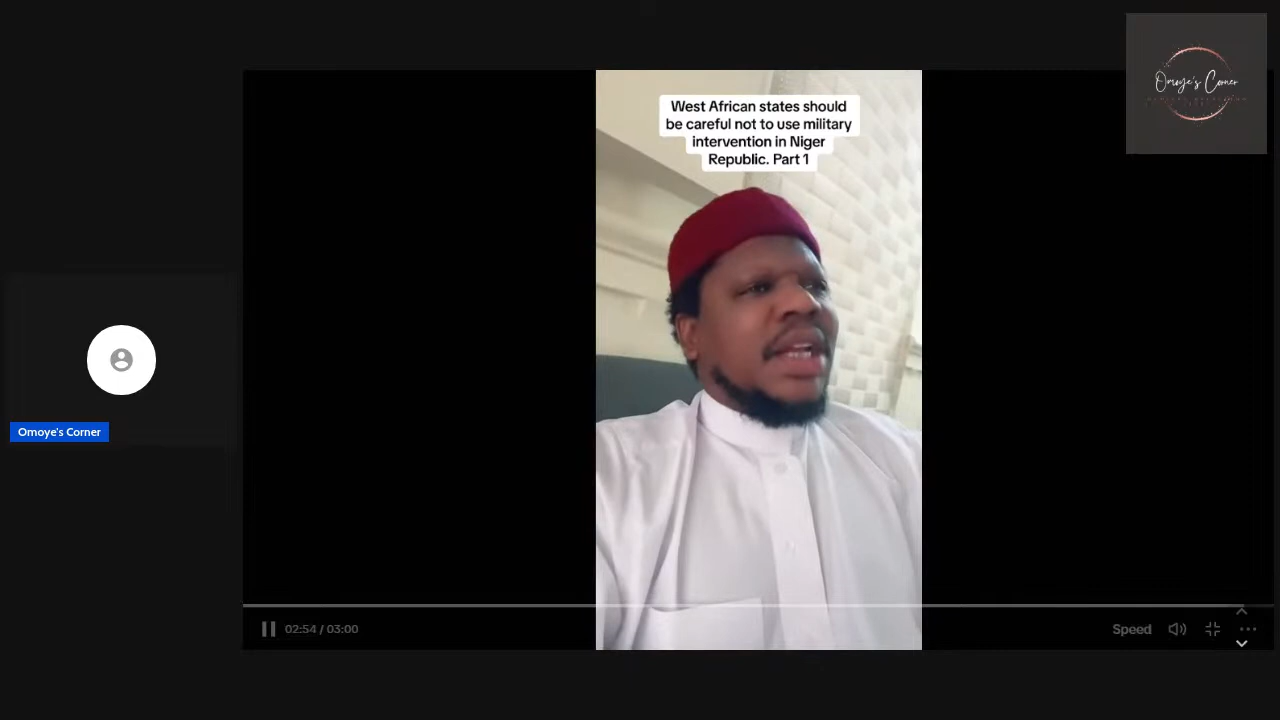 Omoye's Corner
West African states should
be careful not to use military
intervention in Niger
Republic. Part 1
Omoye's Corner
02:54 / 03:00
Speed